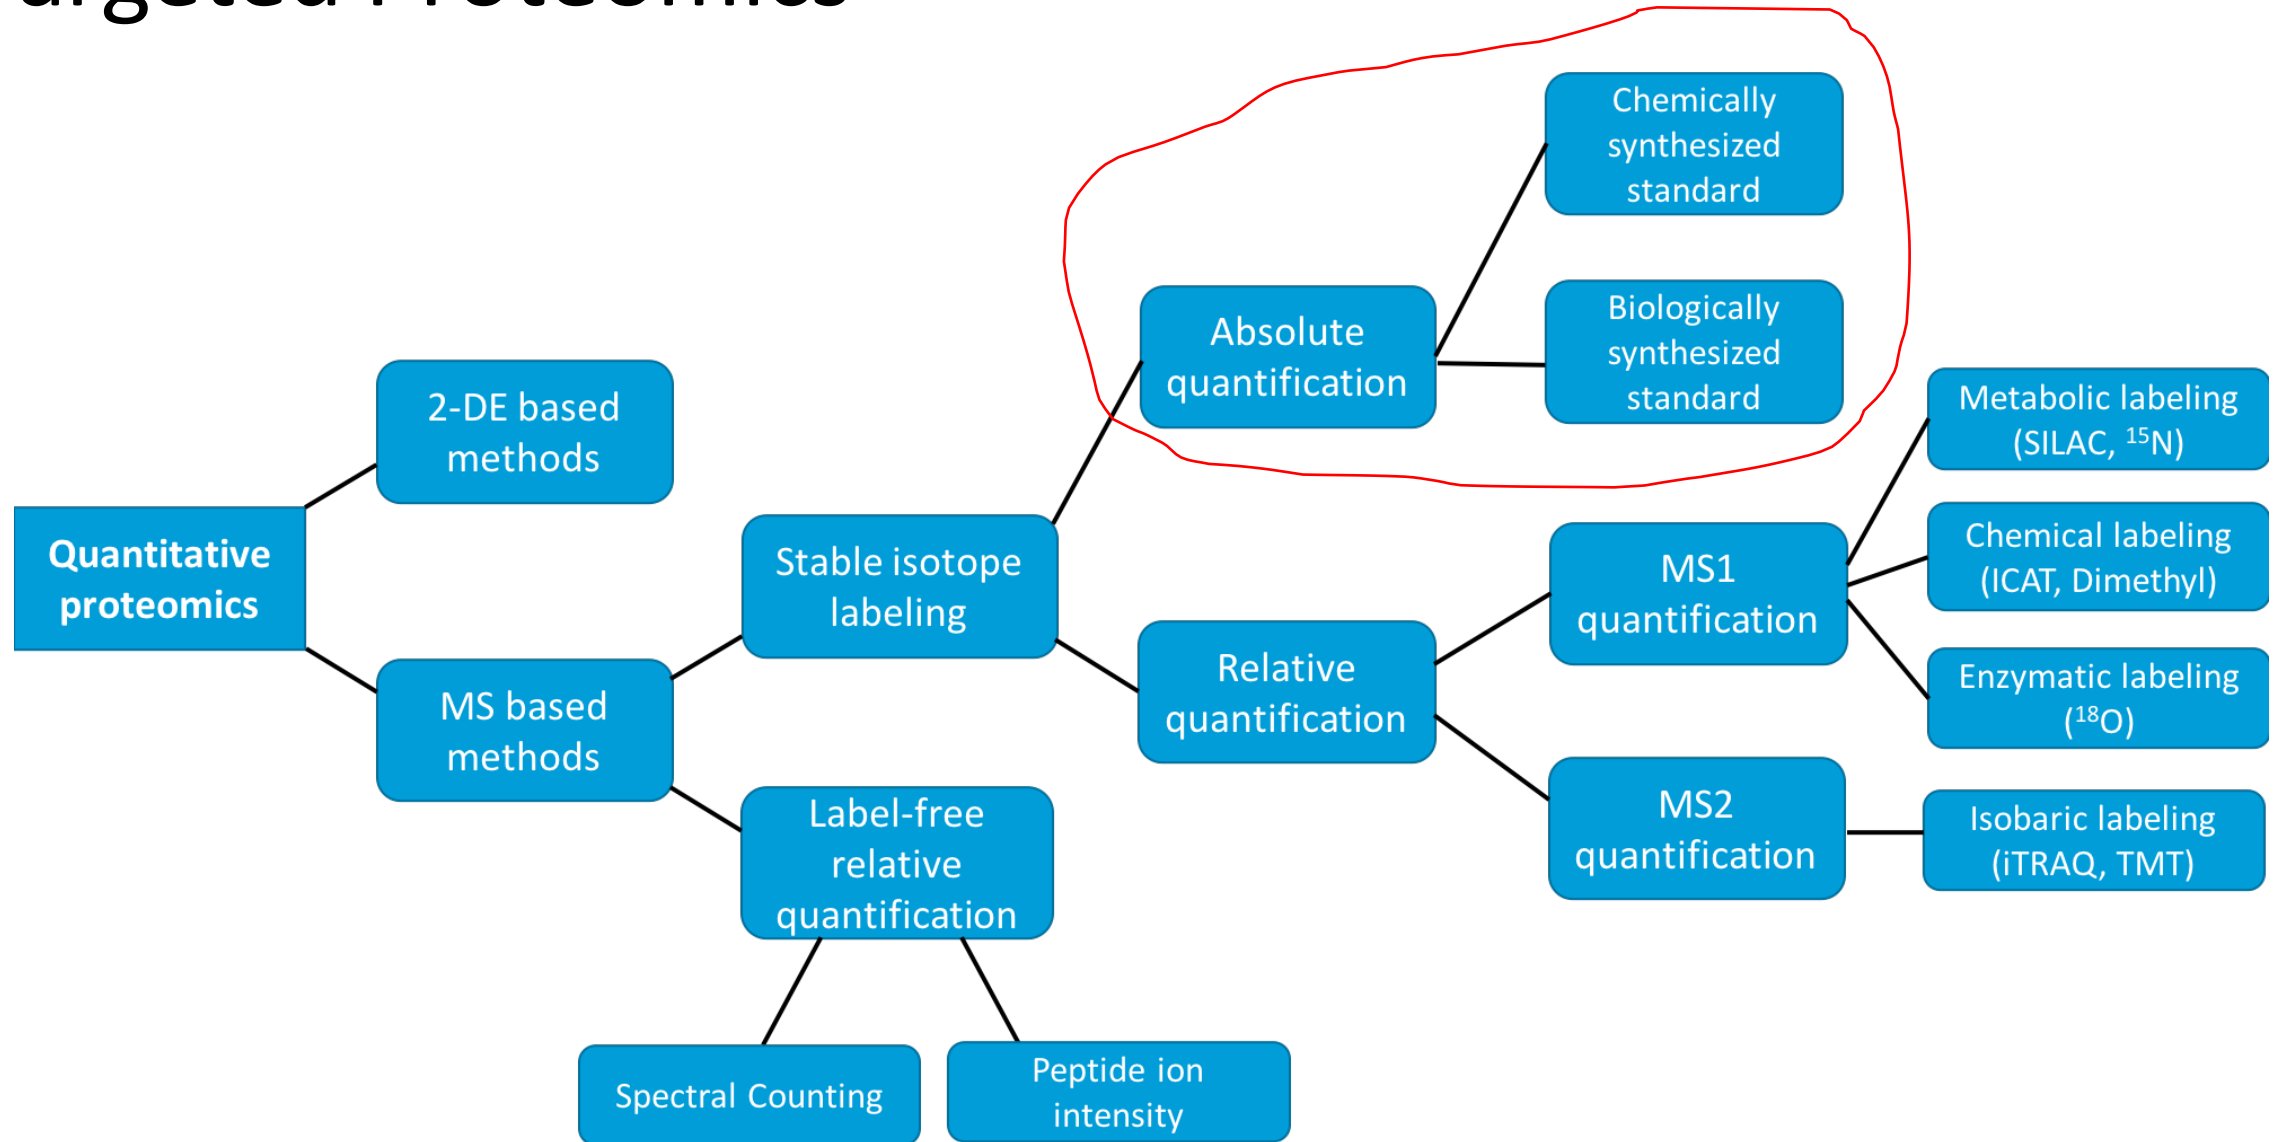 argeted Proteomics
Chemically
synthesized
standard
Biologically
synthesized
standard
Absolute
quantification
2-DE based
methods
Metabolic labeling
(SILAC, ¹⁵N)
Quantitative
proteomics
Stable isotope
labeling
MS1
quantification
Chemical labeling
(ICAT, Dimethyl)
Relative
quantification
Enzymatic labeling
(¹⁸O)
MS based
methods
MS2
quantification
Isobaric labeling
(iTRAQ, TMT)
Label-free
relative
quantification
Spectral Counting
Peptide ion
intensity